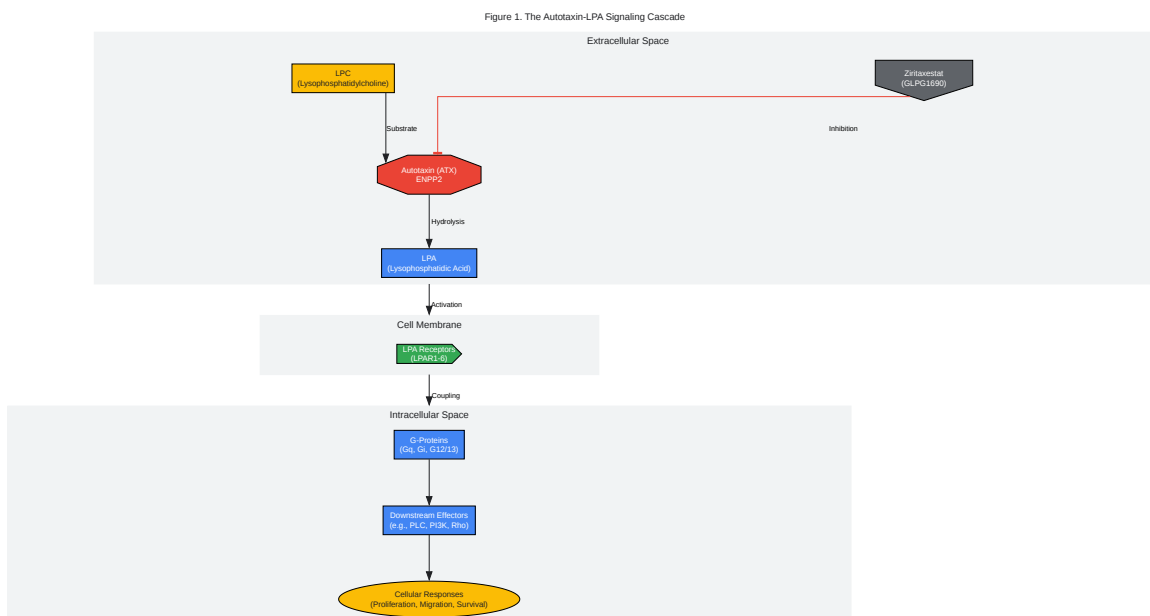 Figure 1. The Autotaxin-LPA Signaling Cascade
Extracellular Space
LPC
(Lysophosphatidylcholine)
Ziritaxestat
(GLPG1690)
Substrate
Inhibition
Autotaxin (ATX)
ENPP2
Hydrolysis
LPA
(Lysophosphatidic Acid)
Activation
Cell Membrane
LPA Receptors
(LPAR1-6)
Coupling
Intracellular Space
G-Proteins
(Gq, Gi, G12/13)
Downstream Effectors
(e.g., PLC, PI3K, Rho)
Cellular Responses
(Proliferation, Migration, Survival)